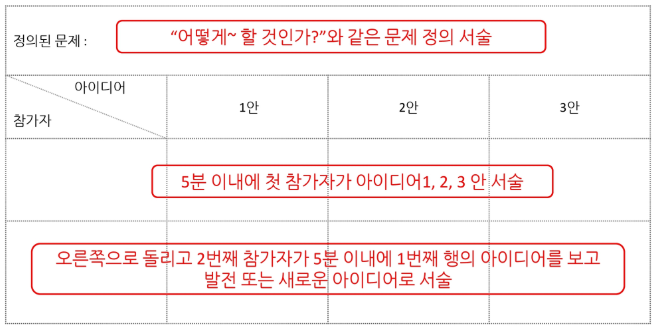 정의된 문제 :
“어떻게~ 할 것인가?”와 같은 문제 정의 서술
아이디어
참가자
1안
2안
3안
5분 이내에 첫 참가자가 아이디어1, 2, 3 안 서술
오른쪽으로 돌리고 2번째 참가자가 5분 이내에 1번째 행의 아이디어를 보고
발전 또는 새로운 아이디어로 서술